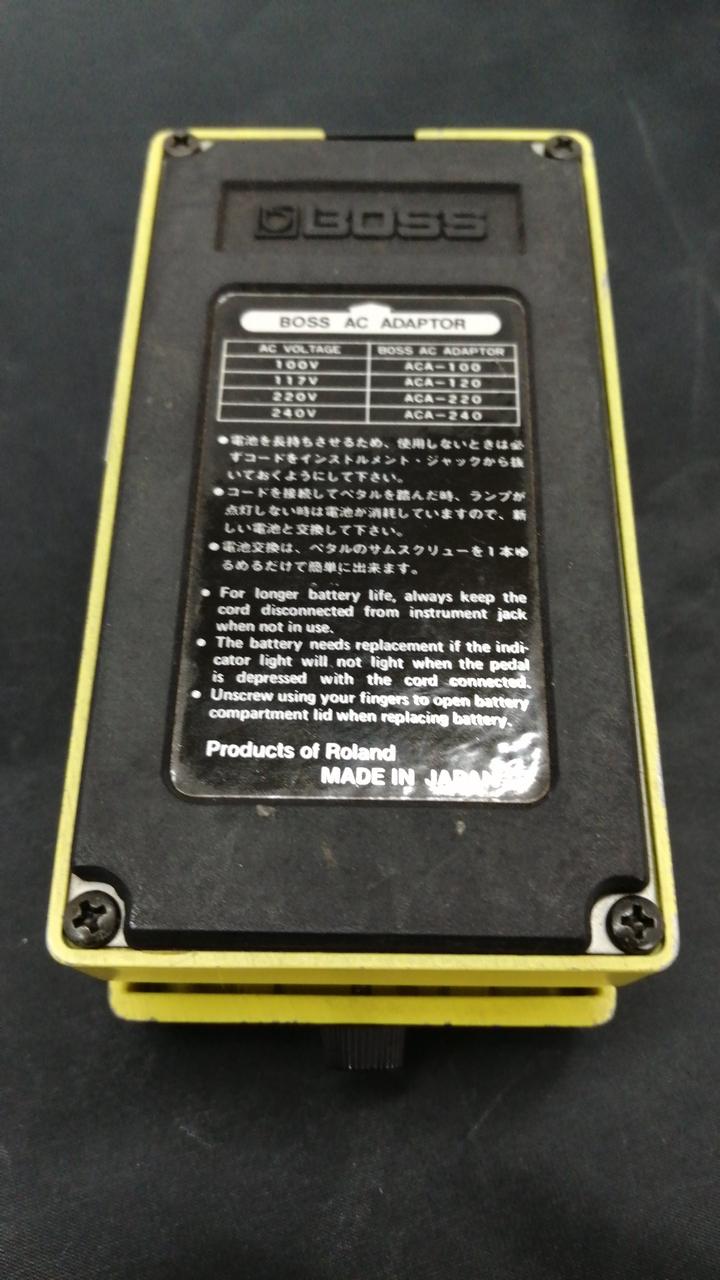 BOSS
BOSS AC ADAPTOR
AC VOLTAGE BOSS AC ADAPTOR
100V ACA-100
117V ACA-120
220V ACA-220
240V ACA-240
●電池を長持ちさせるため、使用しないときは必
ずコードをインストルメント・ジャックから抜
いておくようにして下さい。
●コードを接続してペタルを踏んだ時、ランプが
点灯しない時は電池が消耗していますので、新
しい電池と交換して下さい。
●電池交換は、ペタルのサムスクリューを1本ゆ
るめるだけで簡単に出来ます。
● For longer battery life, always keep the
cord disconnected from instrument jack
when not in use.
● The battery needs replacement if the indi-
cator light will not light when the pedal
is depressed with the cord connected.
● Unscrew using your fingers to open battery
compartment lid when replacing battery.
Products of Roland
MADE IN JAPAN